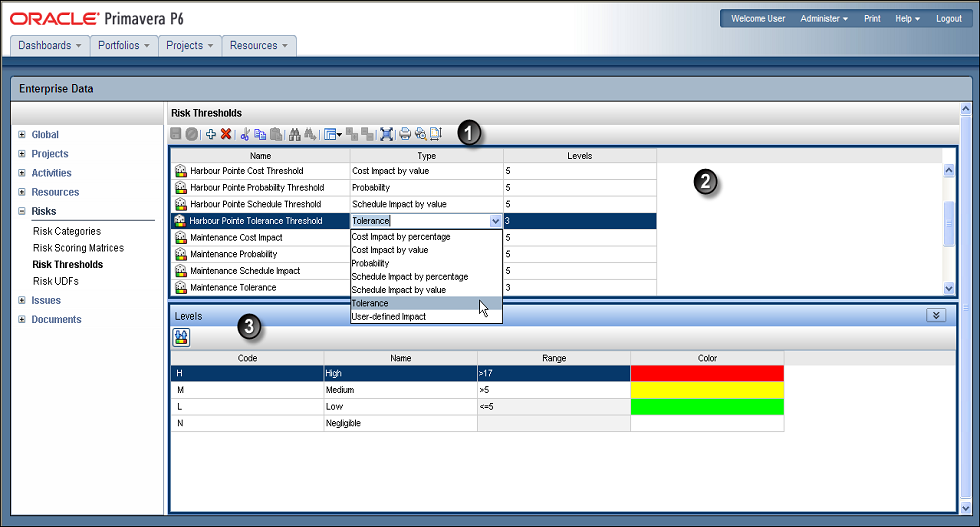 ORACLE® Primavera P6
Welcome User Administer Print Help Logout
Dashboards Portfolios Projects Resources
Enterprise Data
Global
Projects
Activities
Resources
Risks
Risk Categories
Risk Scoring Matrices
Risk Thresholds
Risk UDFs
Issues
Documents
Risk Thresholds
1
Name Type Levels
2
Harbour Pointe Cost Threshold Cost Impact by value 5
Harbour Pointe Probability Threshold Probability 5
Harbour Pointe Schedule Threshold Schedule Impact by value 5
Harbour Pointe Tolerance Threshold Tolerance 3
Maintenance Cost Impact 5
Maintenance Probability 5
Maintenance Schedule Impact 5
Maintenance Tolerance 3
Cost Impact by percentage
Cost Impact by value
Probability
Schedule Impact by percentage
Schedule Impact by value
Tolerance
User-defined Impact
Levels 3
Code Name Range Color
H High >17
M Medium >5
L Low <=5
N Negligible